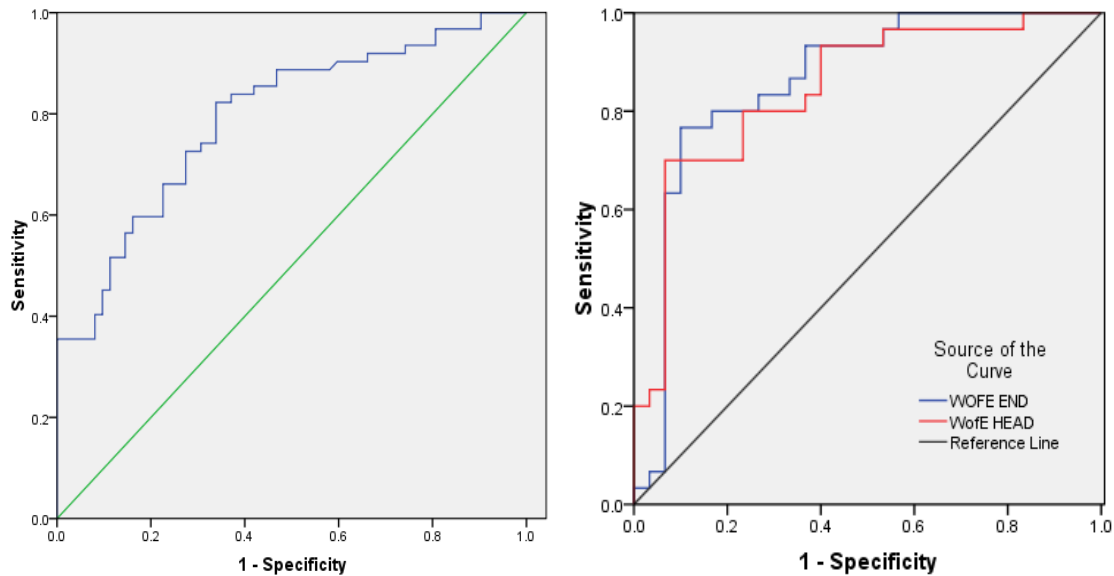 1.0
0.8
0.6
0.4
0.2
0.0
Sensitivity
0.0 0.2 0.4 0.6 0.8 1.0
1 - Specificity
1.0
0.8
0.6
0.4
0.2
0.0
Sensitivity
Source of the
Curve
WOFE END
WofE HEAD
Reference Line
0.0 0.2 0.4 0.6 0.8 1.0
1 - Specificity